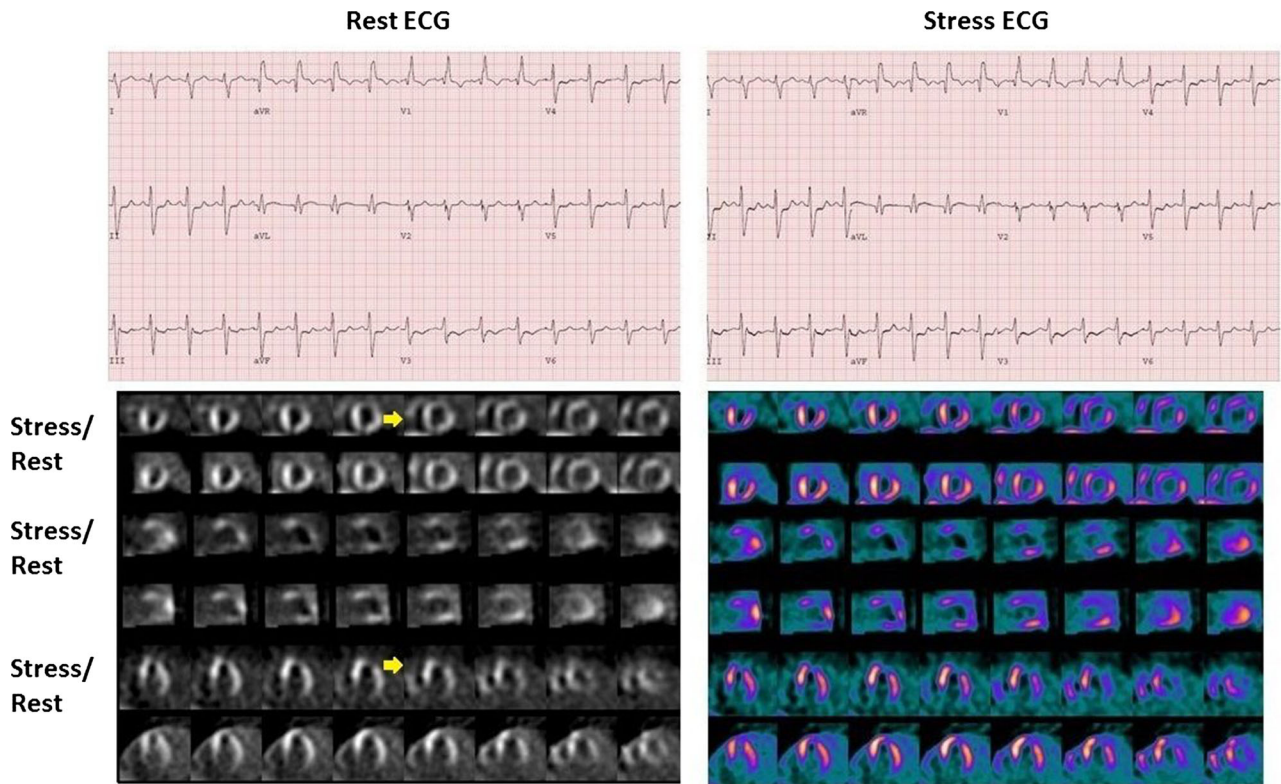 Rest ECG
Stress ECG
I aVR V1 V4
II aVL V2 V5
III aVF V3 V6
I aVR V1 V4
II aVL V2 V5
III aVF V3 V6
Stress/
Rest
Stress/
Rest
Stress/
Rest